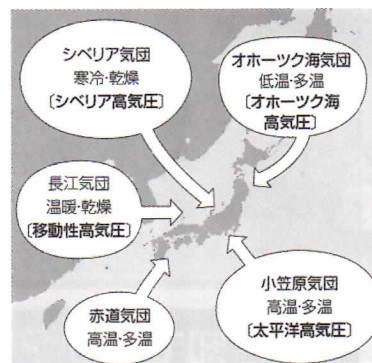 シベリア気団
寒冷・乾燥
〔シベリア高気圧〕
オホーツク海気団
低温・多温
〔オホーツク海
高気圧〕
長江気団
温暖・乾燥
〔移動性高気圧〕
赤道気団
高温・多温
小笠原気団
高温・多温
〔太平洋高気圧〕